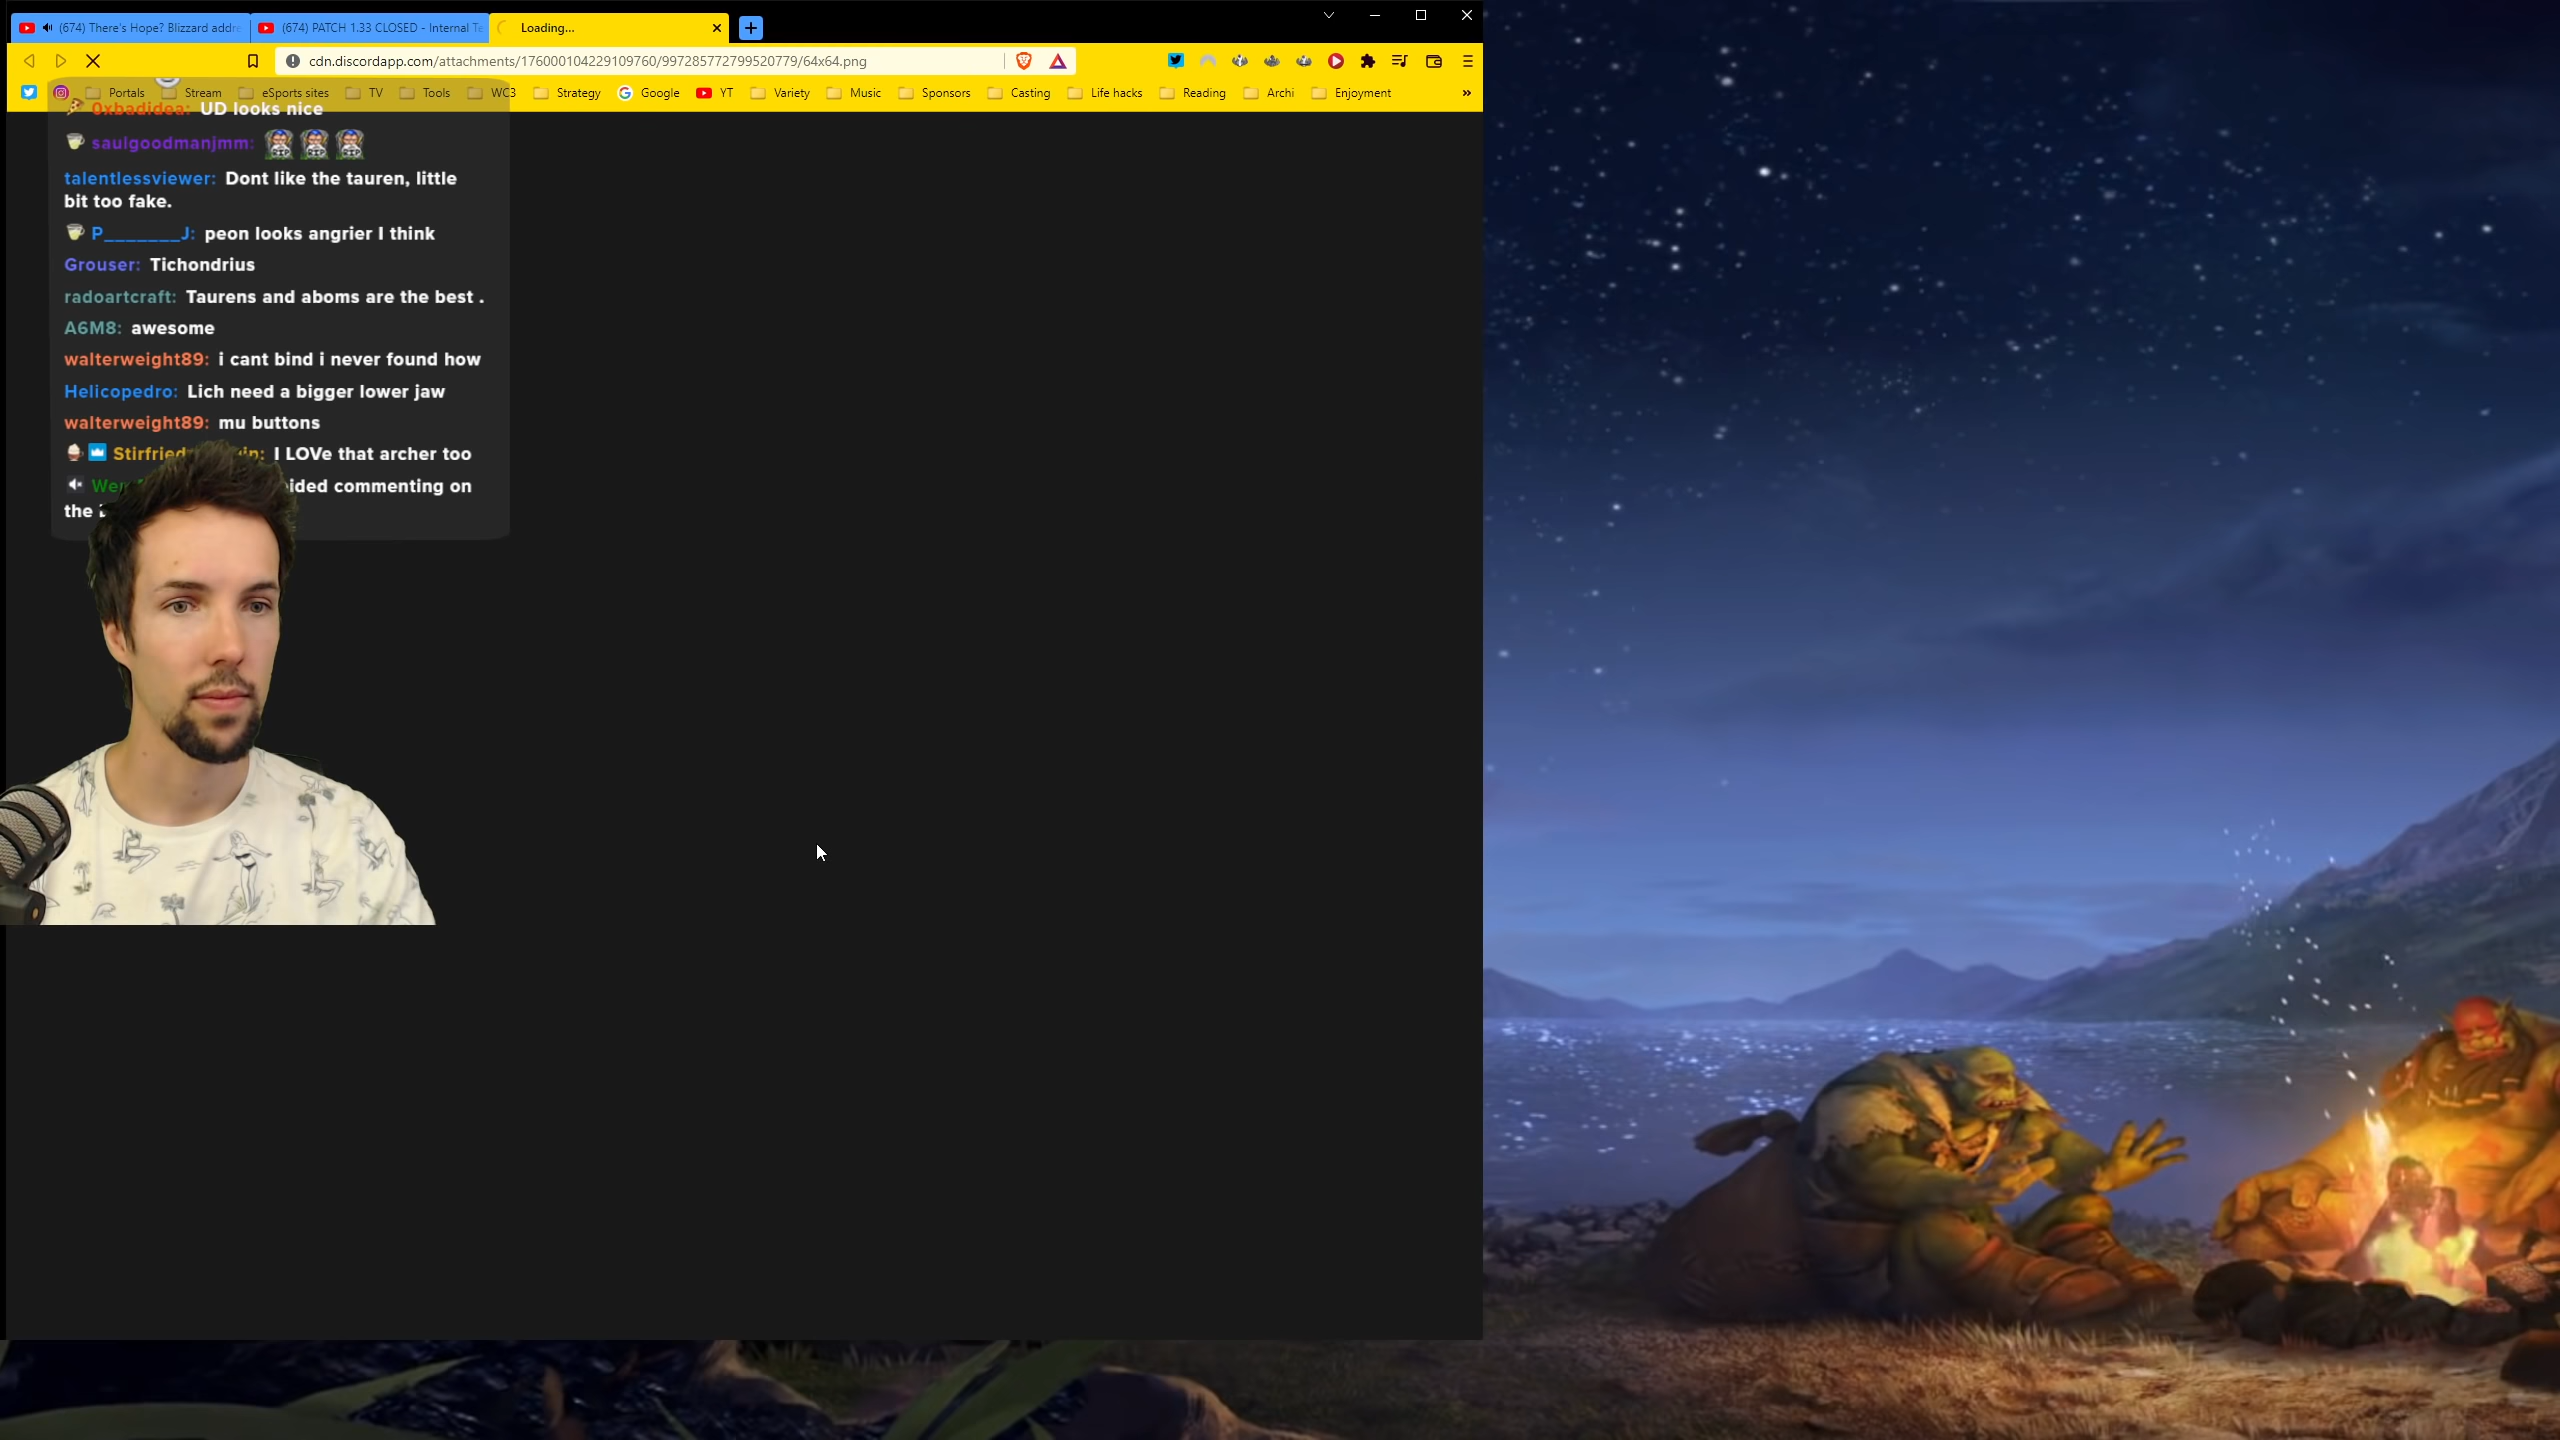 (674) There's Hope? Blizzard addre
(674) PATCH 1.33 CLOSED - Internal Te
Loading...
cdn.discordapp.com/attachments/176000104229109760/997285772799520779/64x64.png
Portals Stream eSports sites TV Tools WC3 Strategy Google YT Variety Music Sponsors Casting Life hacks Reading Archi Enjoyment »
0xbadidea: UD looks nice
saulgoodmanjmm:
talentlessviewer: Dont like the tauren, little
bit too fake.
P_______J: peon looks angrier I think
Grouser: Tichondrius
radoartcraft: Taurens and aboms are the best .
A6M8: awesome
walterweight89: i cant bind i never found how
Helicopedro: Lich need a bigger lower jaw
walterweight89: mu buttons
I LOVe that archer too
commenting on
the